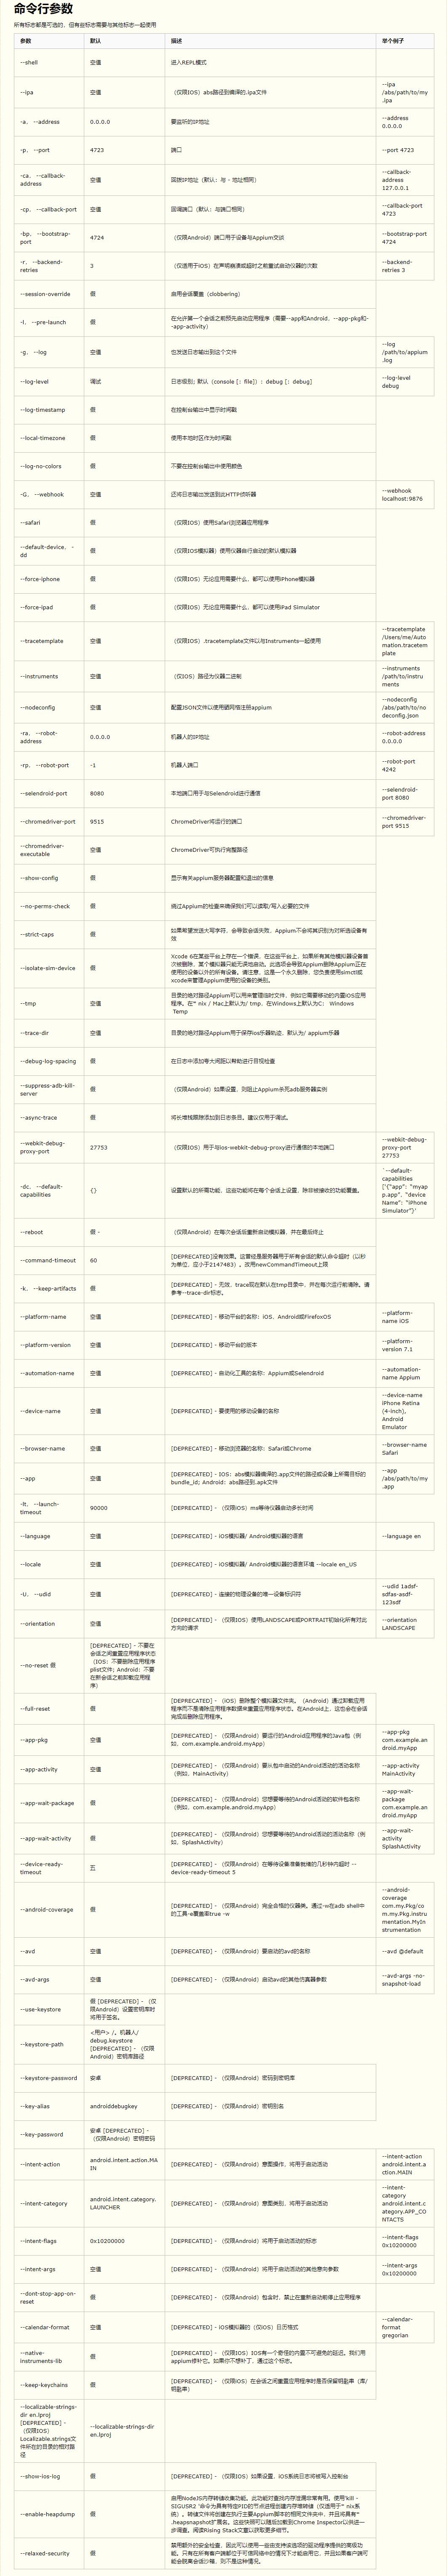 命令行参数
所有标志都是可选的，但有些标志需要与其他标志一起使用
参数 默认 描述 举个例子
--shell 空值 进入REPL模式
--ipa 空值 （仅限IOS）abs路径到编译的.ipa文件 --ipa /abs/path/to/my.ipa
-a， --address 0.0.0.0 要监听的IP地址 --address 0.0.0.0
-p， --port 4723 端口 --port 4723
-ca， --callback-address 空值 回拨IP地址（默认：与 - 地址相同） --callback-address 127.0.0.1
-cp， --callback-port 空值 回调端口（默认：与端口相同） --callback-port 4723
-bp， --bootstrap-port 4724 （仅限Android）端口用于设备与Appium交谈 --bootstrap-port 4724
-r， --backend-retries 3 （仅适用于iOS）在声明崩溃或超时之前重试启动仪器的次数 --backend-retries 3
--session-override 假 启用会话覆盖（clobbering）
-l， --pre-launch 假 在允许第一个会话之前预先启动应用程序（需要--app和Android，--app-pkg和--app-activity）
-g， --log 空值 也发送日志输出到这个文件 --log /path/to/appium.log
--log-level 调试 日志级别; 默认（console [：file]）：debug [：debug] --log-level debug
--log-timestamp 假 在控制台输出中显示时间戳
--local-timezone 假 使用本地时区作为时间戳
--log-no-colors 假 不要在控制台输出中使用颜色
-G， --webhook 空值 还将日志输出发送到此HTTP侦听器 --webhook localhost:9876
--safari 假 （仅限IOS）使用Safari浏览器应用程序
--default-device， -dd 假 （仅限IOS模拟器）使用仪器自行启动的默认模拟器
--force-iphone 假 （仅限IOS）无论应用需要什么，都可以使用iPhone模拟器
--force-ipad 假 （仅限IOS）无论应用需要什么，都可以使用iPad Simulator
--tracetemplate 空值 （仅限IOS）.tracetemplate文件以与Instruments一起使用 --tracetemplate /Users/me/Automation.tracetemplate
--instruments 空值 （仅IOS）路径为仪器二进制 --instruments /path/to/instruments
--nodeconfig 空值 配置JSON文件以使用硒网格注册appium --nodeconfig /abs/path/to/nodeconfig.json
-ra， --robot-address 0.0.0.0 机器人的IP地址 --robot-address 0.0.0.0
-rp， --robot-port -1 机器人端口 --robot-port 4242
--selendroid-port 8080 本地端口用于与Selendroid进行通信 --selendroid-port 8080
--chromedriver-port 9515 ChromeDriver将运行的端口 --chromedriver-port 9515
--chromedriver-executable 空值 ChromeDriver可执行完整路径
--show-config 假 显示有关appium服务器配置和退出的信息
--no-perms-check 假 绕过Appium的检查来确保我们可以读取/写入必要的文件
--strict-caps 假 如果希望发送大写字符，会导致会话失败，Appium不会将其识别为对所选设备有效
--isolate-sim-device 假 Xcode 6在某些平台上存在一个错误，在这些平台上，如果所有其他模拟器设备首次被删除，某个模拟器只能无误地启动。此选项会导致Appium删除Appium正在使用的设备以外的所有设备。请注意，这是一个永久删除，您负责使用simctl或xcode来管理Appium使用的设备的类别。
--tmp 空值 目录的绝对路径Appium可以用来管理临时文件，例如它需要移动的内置iOS应用程序。在* nix / Mac上默认为/ tmp，在Windows上默认为C： Windows Temp
--trace-dir 空值 目录的绝对路径Appium用于保存ios乐器轨迹，默认为/ appium乐器
--debug-log-spacing 假 在日志中添加夸大间距以帮助进行目视检查
--suppress-adb-kill-server 假 （仅限Android）如果设置，则阻止Appium杀死adb服务器实例
--async-trace 假 将长堆栈跟踪添加到日志条目。建议仅用于调试。
--webkit-debug-proxy-port 27753 （仅限IOS）用于与ios-webkit-debug-proxy进行通信的本地端口 --webkit-debug-proxy-port 27753
-dc， --default-capabilities {} 设置默认的所需功能，这些功能将在每个会话上设置，除非被接收的功能覆盖。 `--default-capabilities ['{"app": "myapp.app", "deviceName": "iPhone Simulator"}'
--reboot 假 - （仅限Android）在每次会话后重新启动模拟器，并在最后终止
--command-timeout 60 [DEPRECATED]没有效果。这曾经是服务器用于所有会话的默认命令超时（以秒为单位，应小于2147483）。改用newCommandTimeout上限
-k， --keep-artifacts 假 [DEPRECATED] - 无效，trace现在默认在tmp目录中，并在每次运行前清除。请参考--trace-dir标志。
--platform-name 空值 [DEPRECATED] - 移动平台的名称：iOS，Android或FirefoxOS --platform-name iOS
--platform-version 空值 [DEPRECATED] - 移动平台的版本 --platform-version 7.1
--automation-name 空值 [DEPRECATED] - 自动化工具的名称：Appium或Selendroid --automation-name Appium
--device-name 空值 [DEPRECATED] - 要使用的移动设备的名称 --device-name iPhone Retina (4-inch), Android Emulator
--browser-name 空值 [DEPRECATED] - 移动浏览器的名称：Safari或Chrome --browser-name Safari
--app 空值 [DEPRECATED] - IOS：abs模拟器编译的.app文件的路径或设备上所需目标的bundle_id; Android：abs路径到.apk文件 --app /abs/path/to/my.app
-lt， --launch-timeout 90000 [DEPRECATED] - （仅限iOS）ms等待仪器启动多长时间
--language 空值 [DEPRECATED] - iOS模拟器/ Android模拟器的语言 --language en
--locale 空值 [DEPRECATED] - iOS模拟器/ Android模拟器的语言环境 --locale en_US
-U， --udid 空值 [DEPRECATED] - 连接的物理设备的唯一设备标识符 --udid 1adsf-sdfas-asdf-123sdf
--orientation 空值 [DEPRECATED] - （仅限IOS）使用LANDSCAPE或PORTRAIT初始化所有对此方向的请求 --orientation LANDSCAPE
--no-reset 假 [DEPRECATED] - 不要在会话之间重置应用程序状态（IOS：不要删除应用程序plist文件; Android：不要在新会话之前卸载应用程序）
--full-reset 假 [DEPRECATED] - （iOS）删除整个模拟器文件夹。（Android）通过卸载应用程序而不是清除应用程序数据来重置应用程序状态。在Android上，这也会在会话完成后删除应用程序。
--app-pkg 空值 [DEPRECATED] - （仅限Android）要运行的Android应用程序的Java包（例如，com.example.android.myApp） --app-pkg com.example.android.myApp
--app-activity 空值 [DEPRECATED] - （仅限Android）要从包中启动的Android活动的活动名称（例如，MainActivity） --app-activity MainActivity
--app-wait-package 假 [DEPRECATED] - （仅限Android）您想要等待的Android活动的软件包名称（例如，com.example.android.myApp） --app-wait-package com.example.android.myApp
--app-wait-activity 假 [DEPRECATED] - （仅限Android）您想要等待的Android活动的活动名称（例如，SplashActivity） --app-wait-activity SplashActivity
--device-ready-timeout 五 [DEPRECATED] - （仅限Android）在等待设备准备就绪的几秒钟内超时 --device-ready-timeout 5
--android-coverage 假 [DEPRECATED] - （仅限Android）完全合格的仪器类。通过-w在adb shell中的工具-e覆盖率true -w --android-coverage com.my.Pkg/com.my.Pkg.instrumentation.MyInstrumentation
--avd 空值 [DEPRECATED] - （仅限Android）要启动的avd的名称 --avd @default
--avd-args 空值 [DEPRECATED] - （仅限Android）启动avd的其他仿真器参数 --avd-args -no-snapshot-load
--use-keystore 假 [DEPRECATED] - （仅限Android）设置密钥库时将用于签名。
--keystore-path <用户> /。机器人/ debug.keystore [DEPRECATED] - （仅限Android）密钥库路径
--keystore-password 安卓 [DEPRECATED] - （仅限Android）密码到密钥库
--key-alias androiddebugkey [DEPRECATED] - （仅限Android）密钥别名
--key-password 安卓 [DEPRECATED] - （仅限Android）密钥密码
--intent-action android.intent.action.MAIN [DEPRECATED] - （仅限Android）意图操作，将用于启动活动 --intent-action android.intent.action.MAIN
--intent-category android.intent.category.LAUNCHER [DEPRECATED] - （仅限Android）意图类别，将用于启动活动 --intent-category android.intent.category.APP_CONTACTS
--intent-flags 0x10200000 [DEPRECATED] - （仅限Android）将用于启动活动的标志 --intent-flags 0x10200000
--intent-args 空值 [DEPRECATED] - （仅限Android）将用于启动活动的其他意向参数 --intent-args 0x10200000
--dont-stop-app-on-reset 假 [DEPRECATED] - （仅限Android）包含时，禁止在重新启动前停止应用程序
--calendar-format 空值 [DEPRECATED] - iOS模拟器的（仅IOS）日历格式 --calendar-format gregorian
--native-instruments-lib 假 [DEPRECATED] - （仅限IOS）IOS有一个奇怪的内置不可避免的延迟。我们用appium修补它。如果你不想补丁，通过这个标志。
--keep-keychains 假 [DEPRECATED] - （仅限iOS）在会话之间重置应用程序时是否保留钥匙串（库/钥匙串）
--localizable-strings-dir en.lproj [DEPRECATED] - （仅限IOS）Localizable.strings文件所在的目录的相对路径 --localizable-strings-dir en.lproj
--show-ios-log 假 [DEPRECATED] - （仅限IOS）如果设置，iOS系统日志将被写入控制台
--enable-heapdump 假 启用NodeJS内存转储收集功能。此功能对查找内存泄漏非常有用。使用'kill -SIGUSR2 '命令为具有特定PID的节点进程创建内存堆转储（仅适用于* nix系统）。转储文件将创建在执行主要Appium脚本的相同文件夹中，并且将具有* .heapsnapshot扩展名。这些快照可以随后加载到Chrome Inspector以供进一步调查。阅读Rising Stack文章以获取更多细节。
--relaxed-security 假 禁用额外的安全检查，因此可以使用一些由支持该选项的驱动程序提供的高级功能。只有在所有客户端都位于可信网络中的情况下才能启用它，并且如果客户端可能会脱离会话沙箱，则不是这种情况。